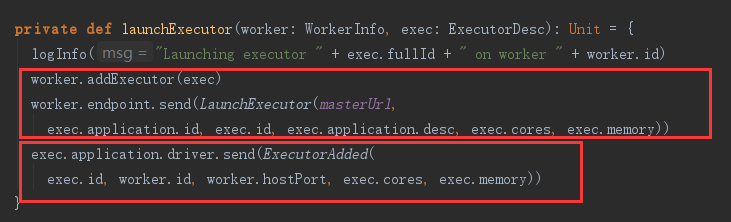 private def launchExecutor(worker: WorkerInfo, exec: ExecutorDesc): Unit = {
logInfo( msg = "Launching executor " + exec.fullId + " on worker " + worker.id)
worker.addExecutor(exec)
worker.endpoint.send(LaunchExecutor(masterUrl,
exec.application.id, exec.id, exec.application.desc, exec.cores, exec.memory))
exec.application.driver.send(ExecutorAdded(
exec.id, worker.id, worker.hostPort, exec.cores, exec.memory))
}